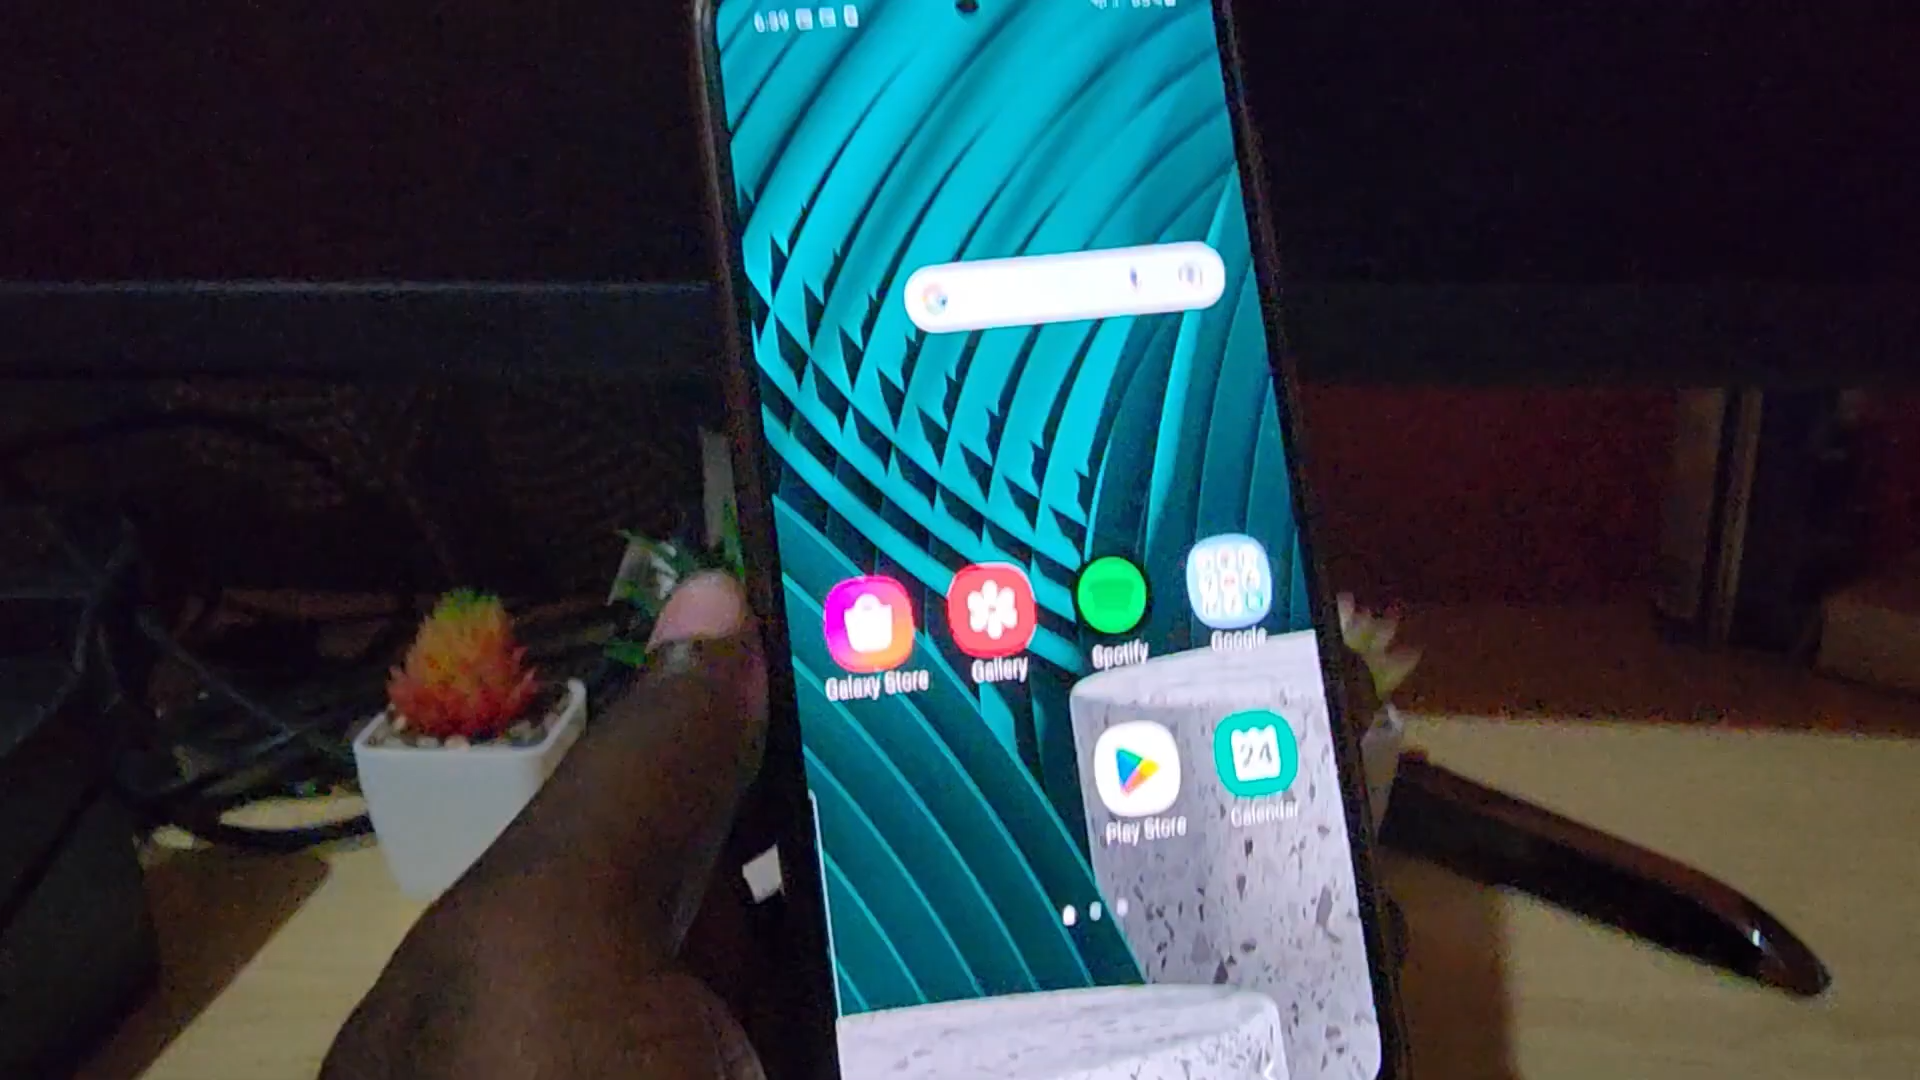 Galaxy Store
Gallery
Spotify
Google
Play Store
24
Calendar